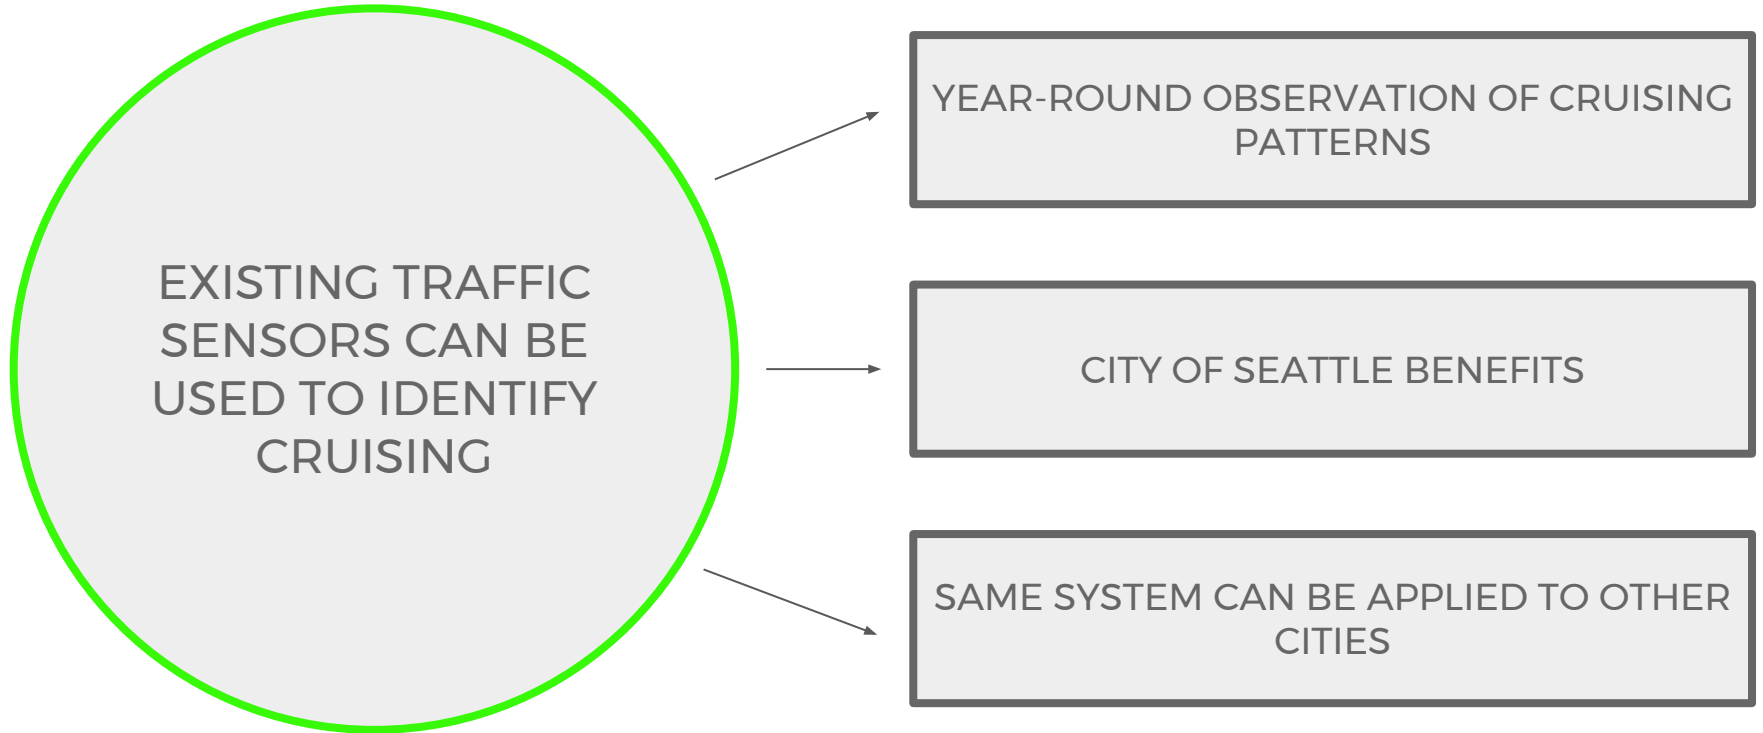 EXISTING TRAFFIC
SENSORS CAN BE
USED TO IDENTIFY
CRUISING
YEAR-ROUND OBSERVATION OF CRUISING
PATTERNS
CITY OF SEATTLE BENEFITS
SAME SYSTEM CAN BE APPLIED TO OTHER
CITIES